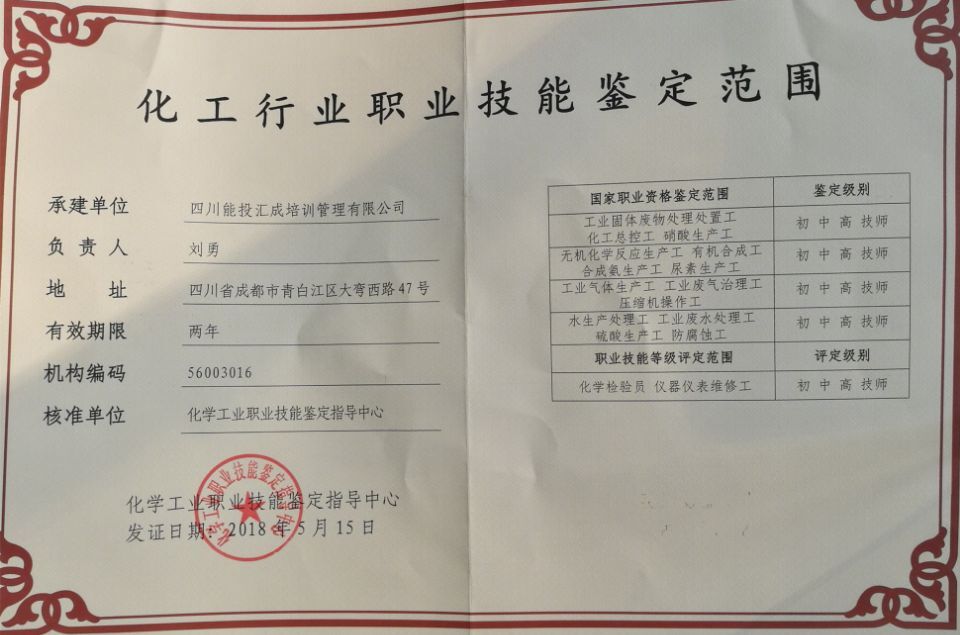 化工行业职业技能鉴定范围
承建单位 四川能投汇成培训管理有限公司
负责人 刘勇
地址 四川省成都市青白江区大弯西路47号
有效期限 两年
机构编码 56003016
核准单位 化学工业职业技能鉴定指导中心
化学工业职业技能鉴定指导中心
发证日期：2018年5月15日
化学工业职业技能鉴定指导中心
国家职业资格鉴定范围 鉴定级别
工业固体废物处理处置工
化工总控工 硝酸生产工 初 中 高 技师
无机化学反应生产工 有机合成工
合成氨生产工 尿素生产工
工业气体生产工 工业废气治理工
压缩机操作工 初 中 高 技师
水生产处理工 工业废水处理工
硫酸生产工 防腐蚀工 初 中 高 技师
职业技能等级评定范围 评定级别
化学检验员 仪器仪表维修工 初 中 高 技师